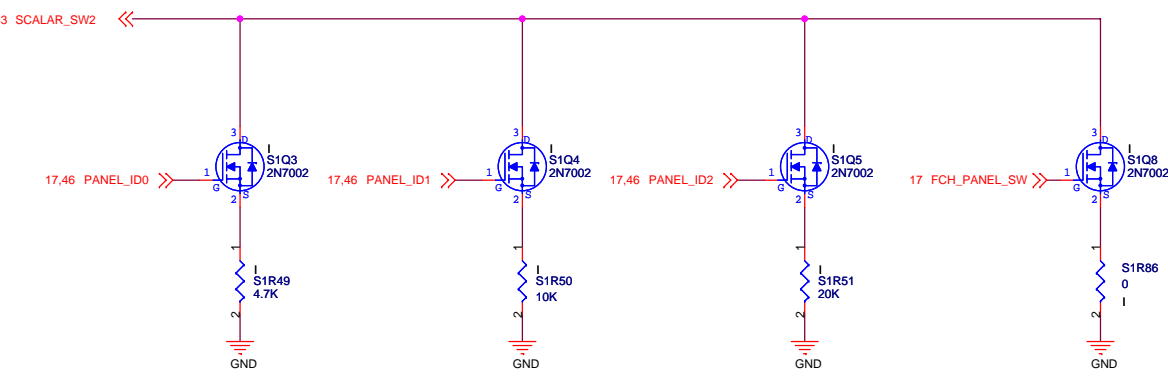 3 SCALAR_SW2
3 D I
S1Q3
2N7002
17,46 PANEL_ID0
1
G
2 S
1
I
S1R49
4.7K
2
GND
3 D I
S1Q4
2N7002
17,46 PANEL_ID1
1
G
2 S
1
I
S1R50
10K
2
GND
3 D I
S1Q5
2N7002
17,46 PANEL_ID2
1
G
2 S
1
I
S1R51
20K
2
GND
3 D I
S1Q8
2N7002
17 FCH_PANEL_SW
1
G
2 S
1
S1R86
0
I
2
GND